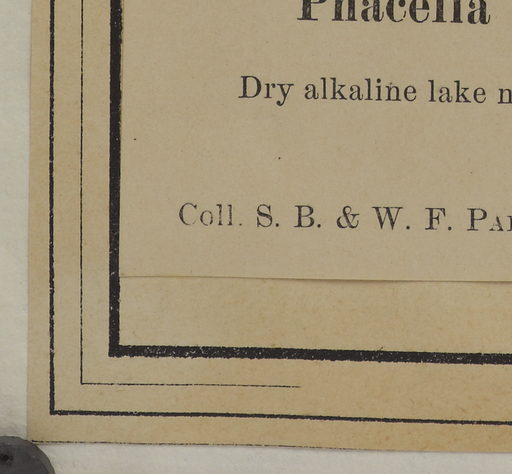 Phacelia
Dry alkaline lake
Coll. S. B. & W. F.